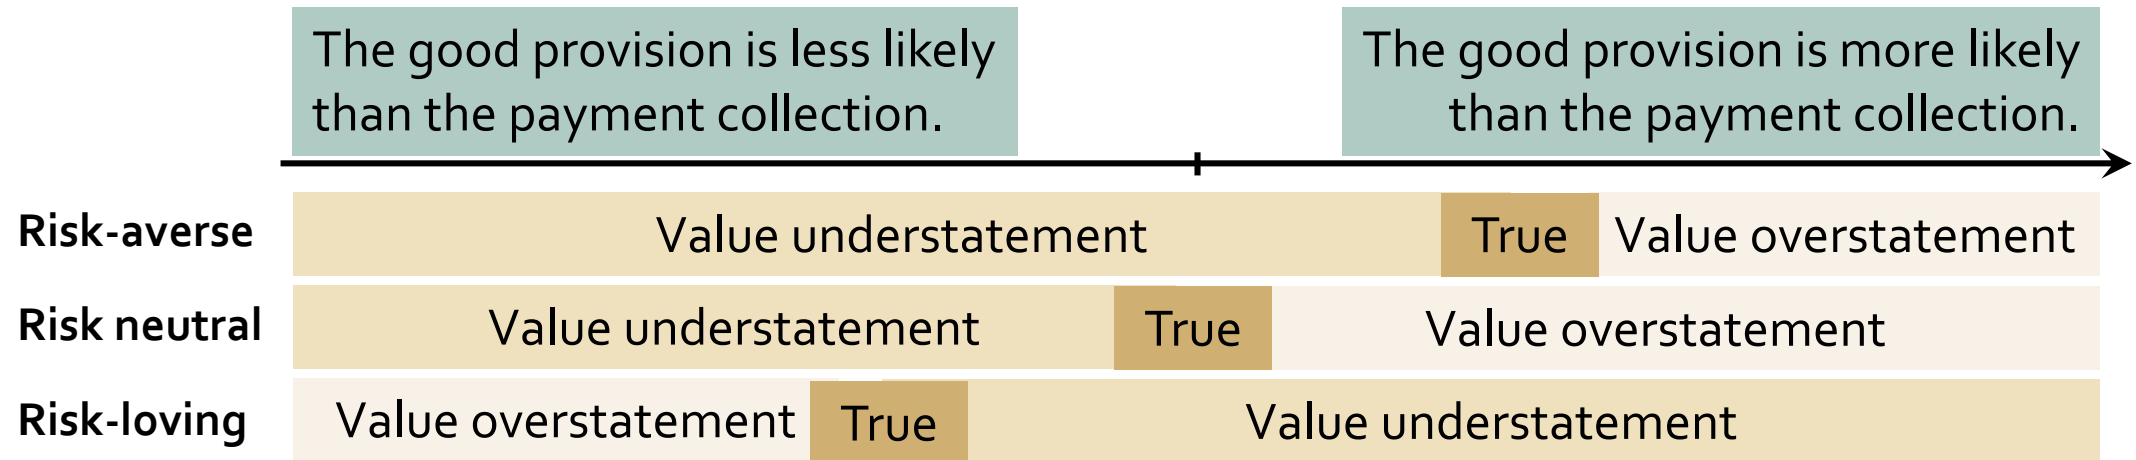 The good provision is less likely
than the payment collection.
The good provision is more likely
than the payment collection.
Risk-averse Value understatement True Value overstatement
Risk neutral Value understatement True Value overstatement
Risk-loving Value overstatement True Value understatement